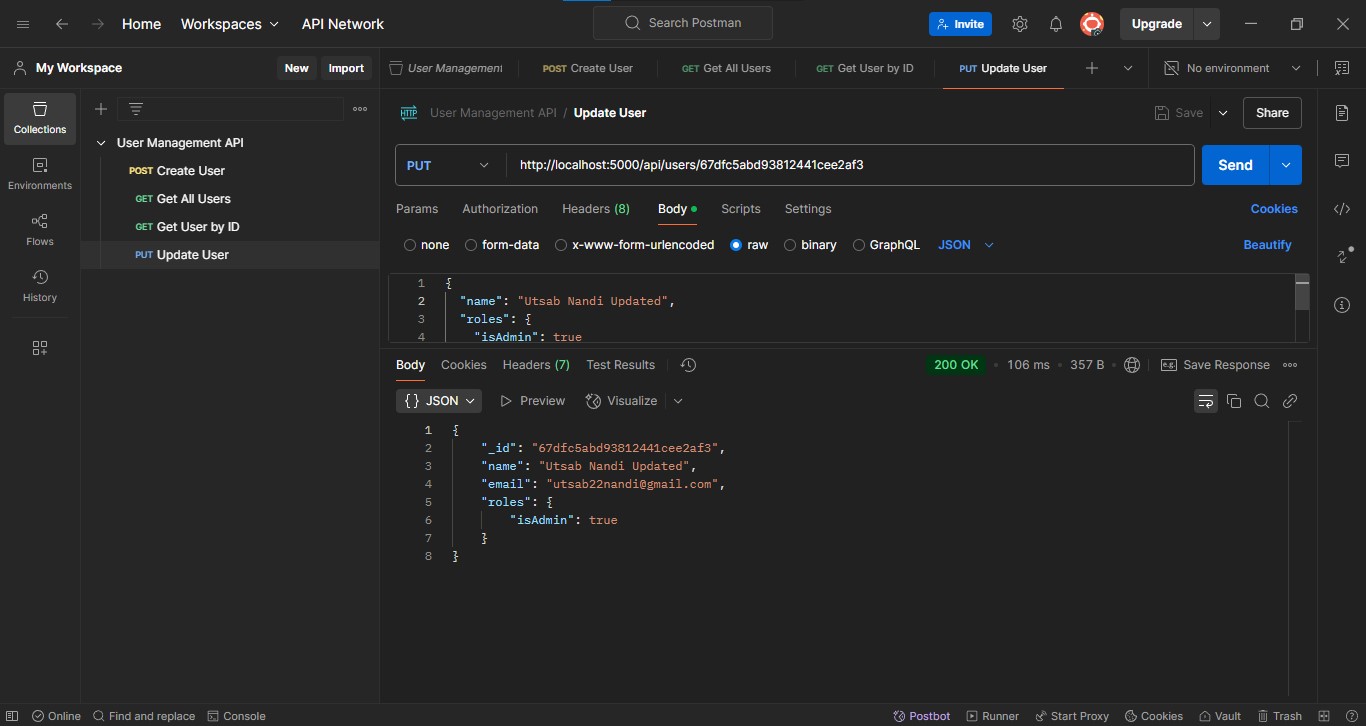 Home Workspaces API Network Search Postman Invite Upgrade
My Workspace New Import User Management POST Create User GET Get All Users GET Get User by ID PUT Update User No environment
Collections
Environments
Flows
History
User Management API
POST Create User
GET Get All Users
GET Get User by ID
PUT Update User
HTTP User Management API / Update User Save Share
PUT http://localhost:5000/api/users/67dfc5abd93812441cee2af3 Send
Params Authorization Headers (8) Body Scripts Settings Cookies
none form-data x-www-form-urlencoded raw binary GraphQL JSON Beautify
1 {
2 "name": "Utsab Nandi Updated",
3 "roles": {
4 "isAdmin": true
Body Cookies Headers (7) Test Results 200 OK • 106 ms • 357 B • e.g. Save Response
{} JSON Preview Visualize
1 {
2 "_id": "67dfc5abd93812441cee2af3",
3 "name": "Utsab Nandi Updated",
4 "email": "utsab22nandi@gmail.com",
5 "roles": {
6 "isAdmin": true
7 }
8 }
Online Find and replace Console Postbot Runner Start Proxy Cookies Vault Trash